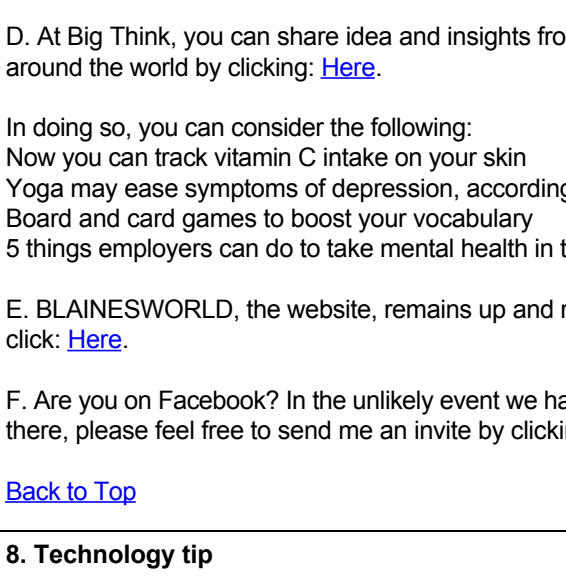 D. At Big Think, you can share idea and insights
around the world by clicking: Here.
In doing so, you can consider the following:
Now you can track vitamin C intake on your skin
Yoga may ease symptoms of depression, according
Board and card games to boost your vocabulary
5 things employers can do to take mental health in
E. BLAINESWORLD, the website, remains up and
click: Here.
F. Are you on Facebook? In the unlikely event we
there, please feel free to send me an invite by
Back to Top
8. Technology tip